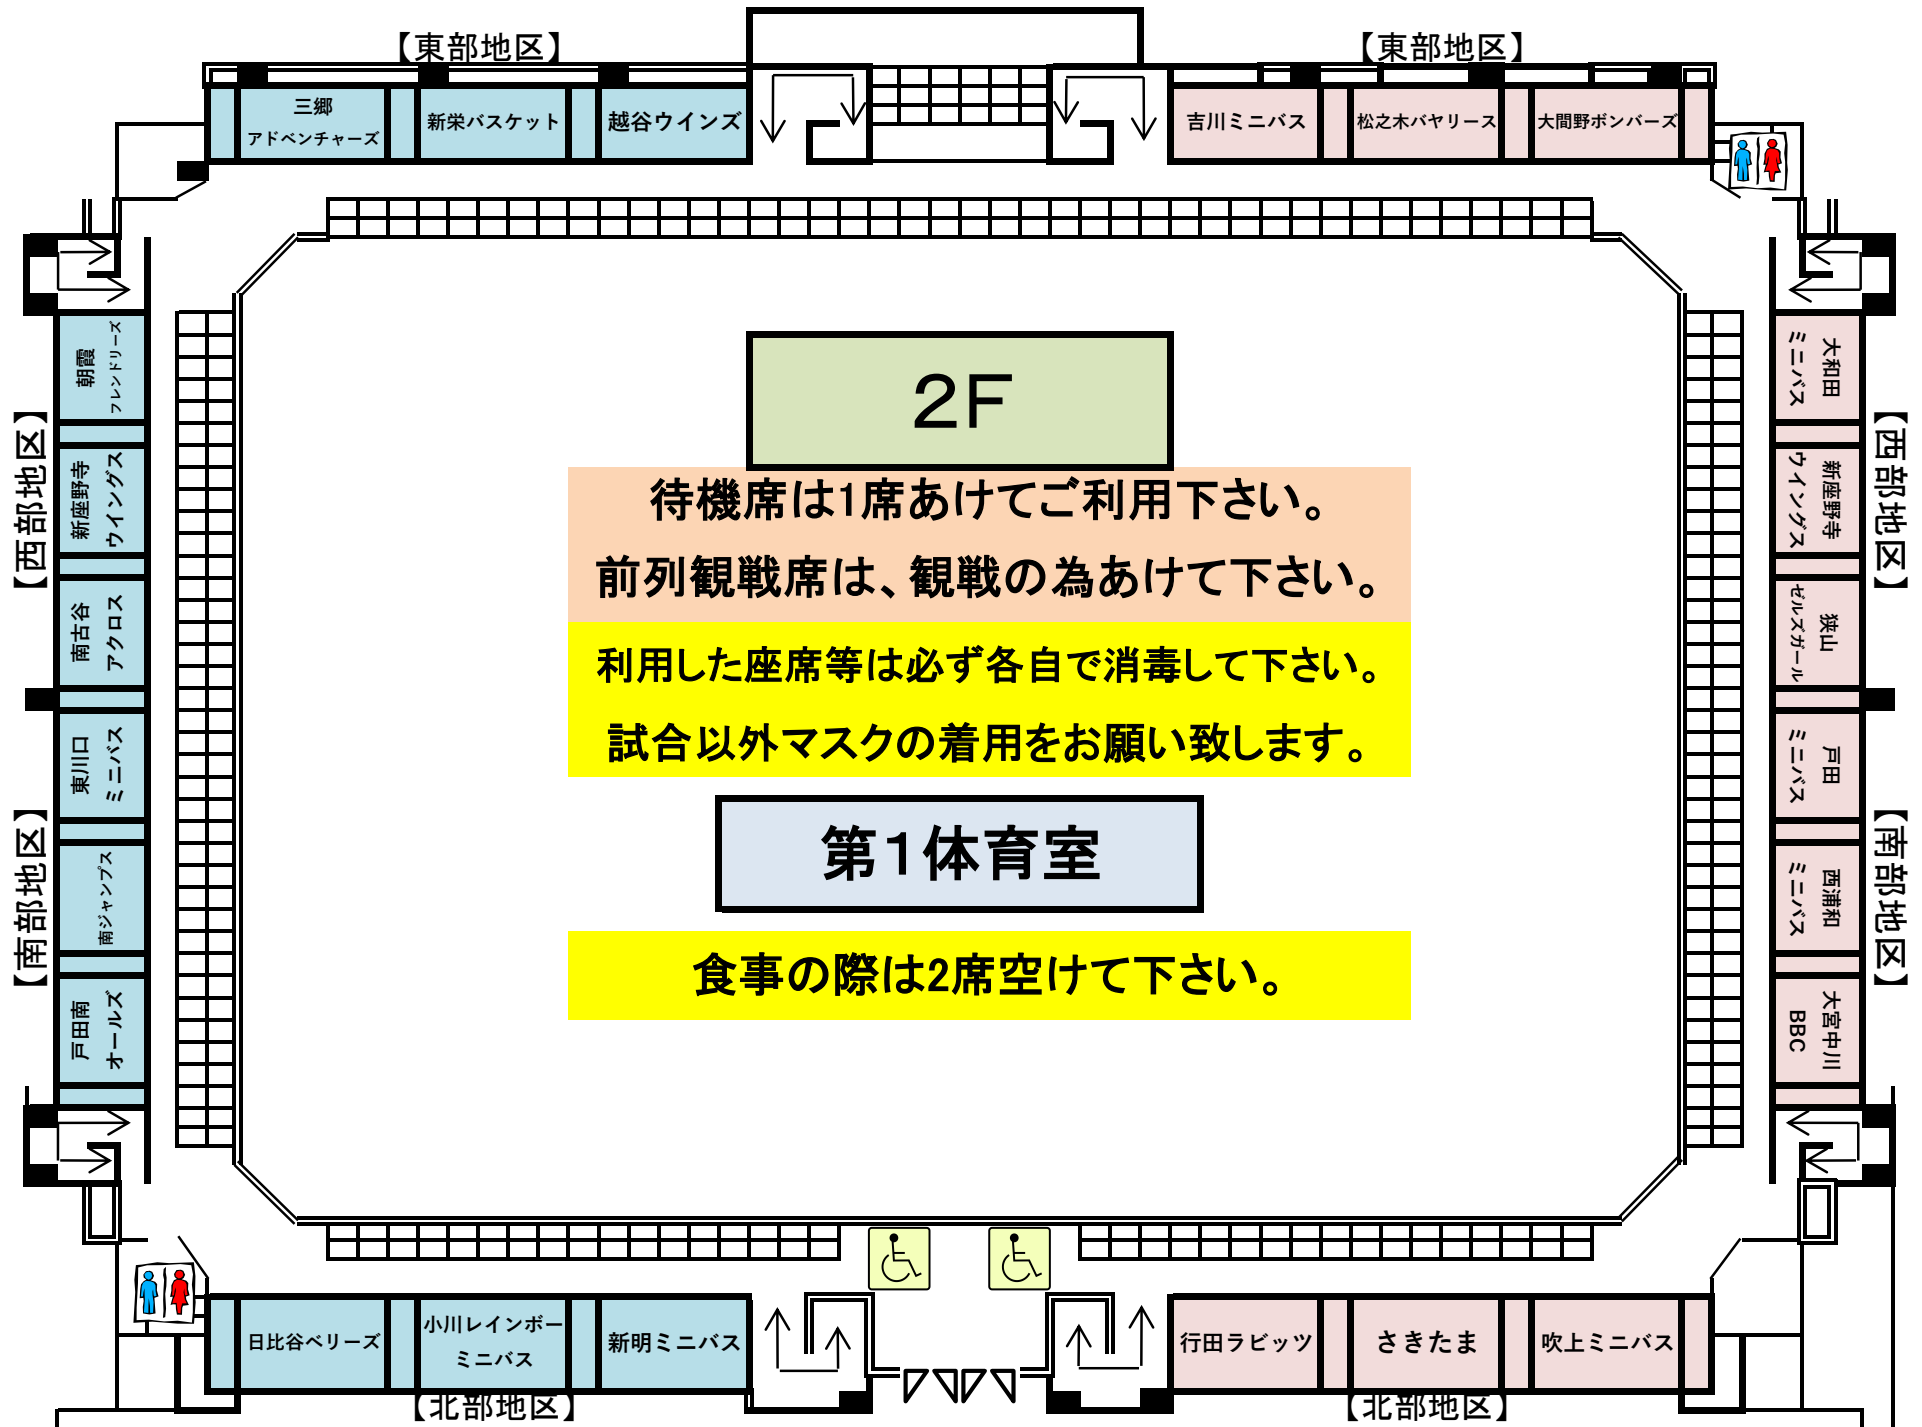 【東部地区】
【東部地区】
三郷
アドベンチャーズ
新栄バスケット
越谷ウインズ
吉川ミニバス
松之木バヤリース
大間野ボンバーズ
【西部地区】
朝霞
フレンドリーズ
新座野寺
ウイングス
南古谷
アクロス
【南部地区】
東川口
ミニバス
南ジャンプス
戸田南
オールズ
2F
待機席は1席あけてご利用下さい。
前列観戦席は、観戦の為あけて下さい。
利用した座席等は必ず各自で消毒して下さい。
試合以外マスクの着用をお願い致します。
第1体育室
食事の際は2席空けて下さい。
【西部地区】
大和田
ミニバス
新座野寺
ウイングス
狭山
ゼルズガール
【南部地区】
戸田
ミニバス
西浦和
ミニバス
大宮中川
BBC
日比谷ベリーズ
小川レインボー
ミニバス
新明ミニバス
行田ラビッツ
さきたま
吹上ミニバス
【北部地区】
【北部地区】